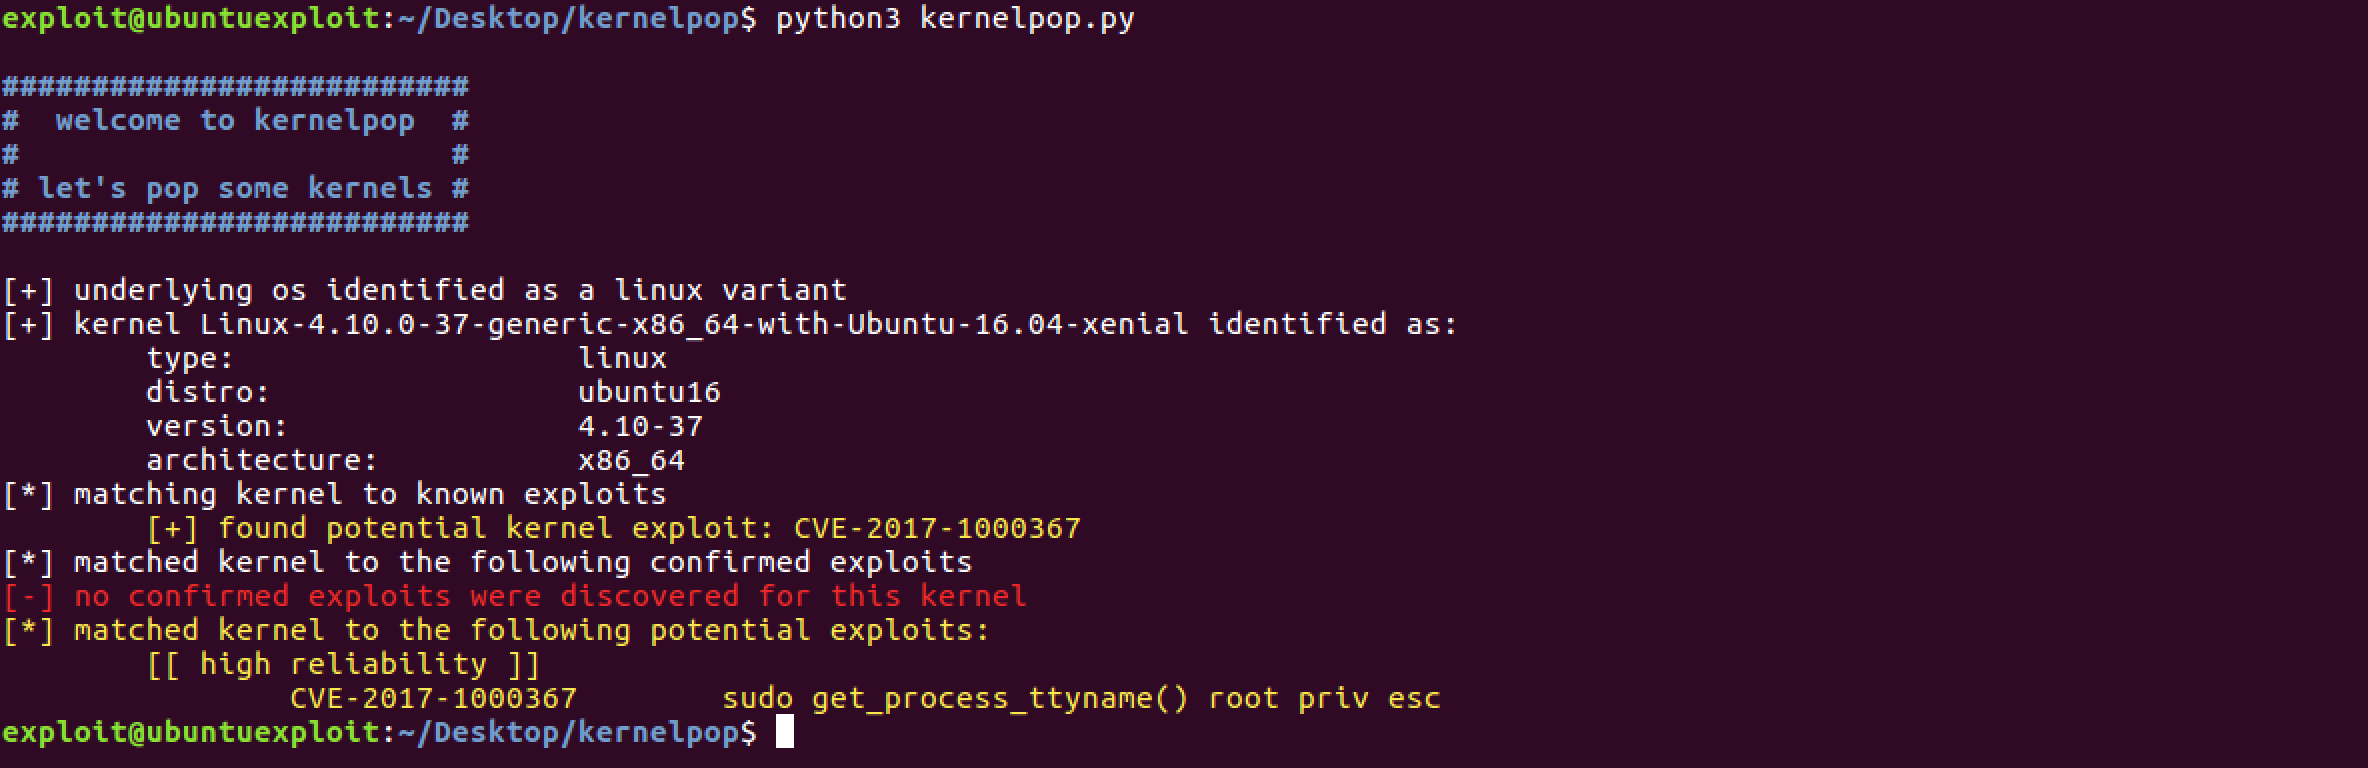 exploit@ubuntuexploit:~/Desktop/kernelpop$ python3 kernelpop.py
##########################
#  welcome to kernelpop  #
#                        #
# let's pop some kernels #
##########################
[+] underlying os identified as a linux variant
[+] kernel Linux-4.10.0-37-generic-x86_64-with-Ubuntu-16.04-xenial identified as:
        type:                   linux
        distro:                 ubuntu16
        version:                4.10-37
        architecture:           x86_64
[*] matching kernel to known exploits
        [+] found potential kernel exploit: CVE-2017-1000367
[*] matched kernel to the following confirmed exploits
[-] no confirmed exploits were discovered for this kernel
[*] matched kernel to the following potential exploits:
        [[ high reliability ]]
                CVE-2017-1000367        sudo get_process_ttyname() root priv esc
exploit@ubuntuexploit:~/Desktop/kernelpop$